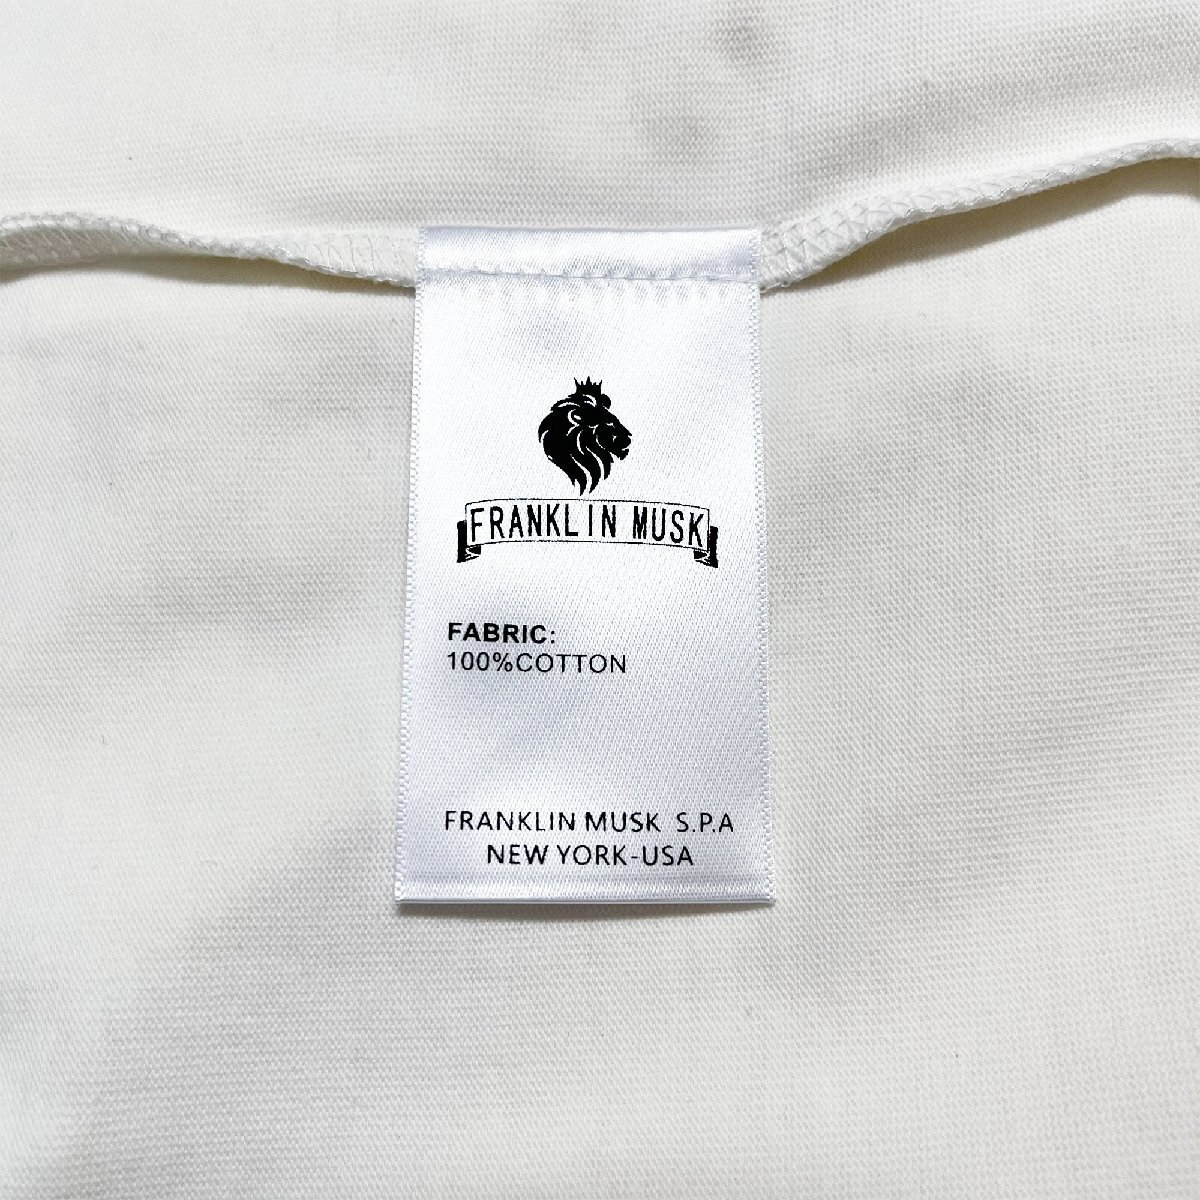 FRANKLIN MUSK
FABRIC:
100%COTTON
FRANKLIN MUSK S.P.A
NEW YORK-USA